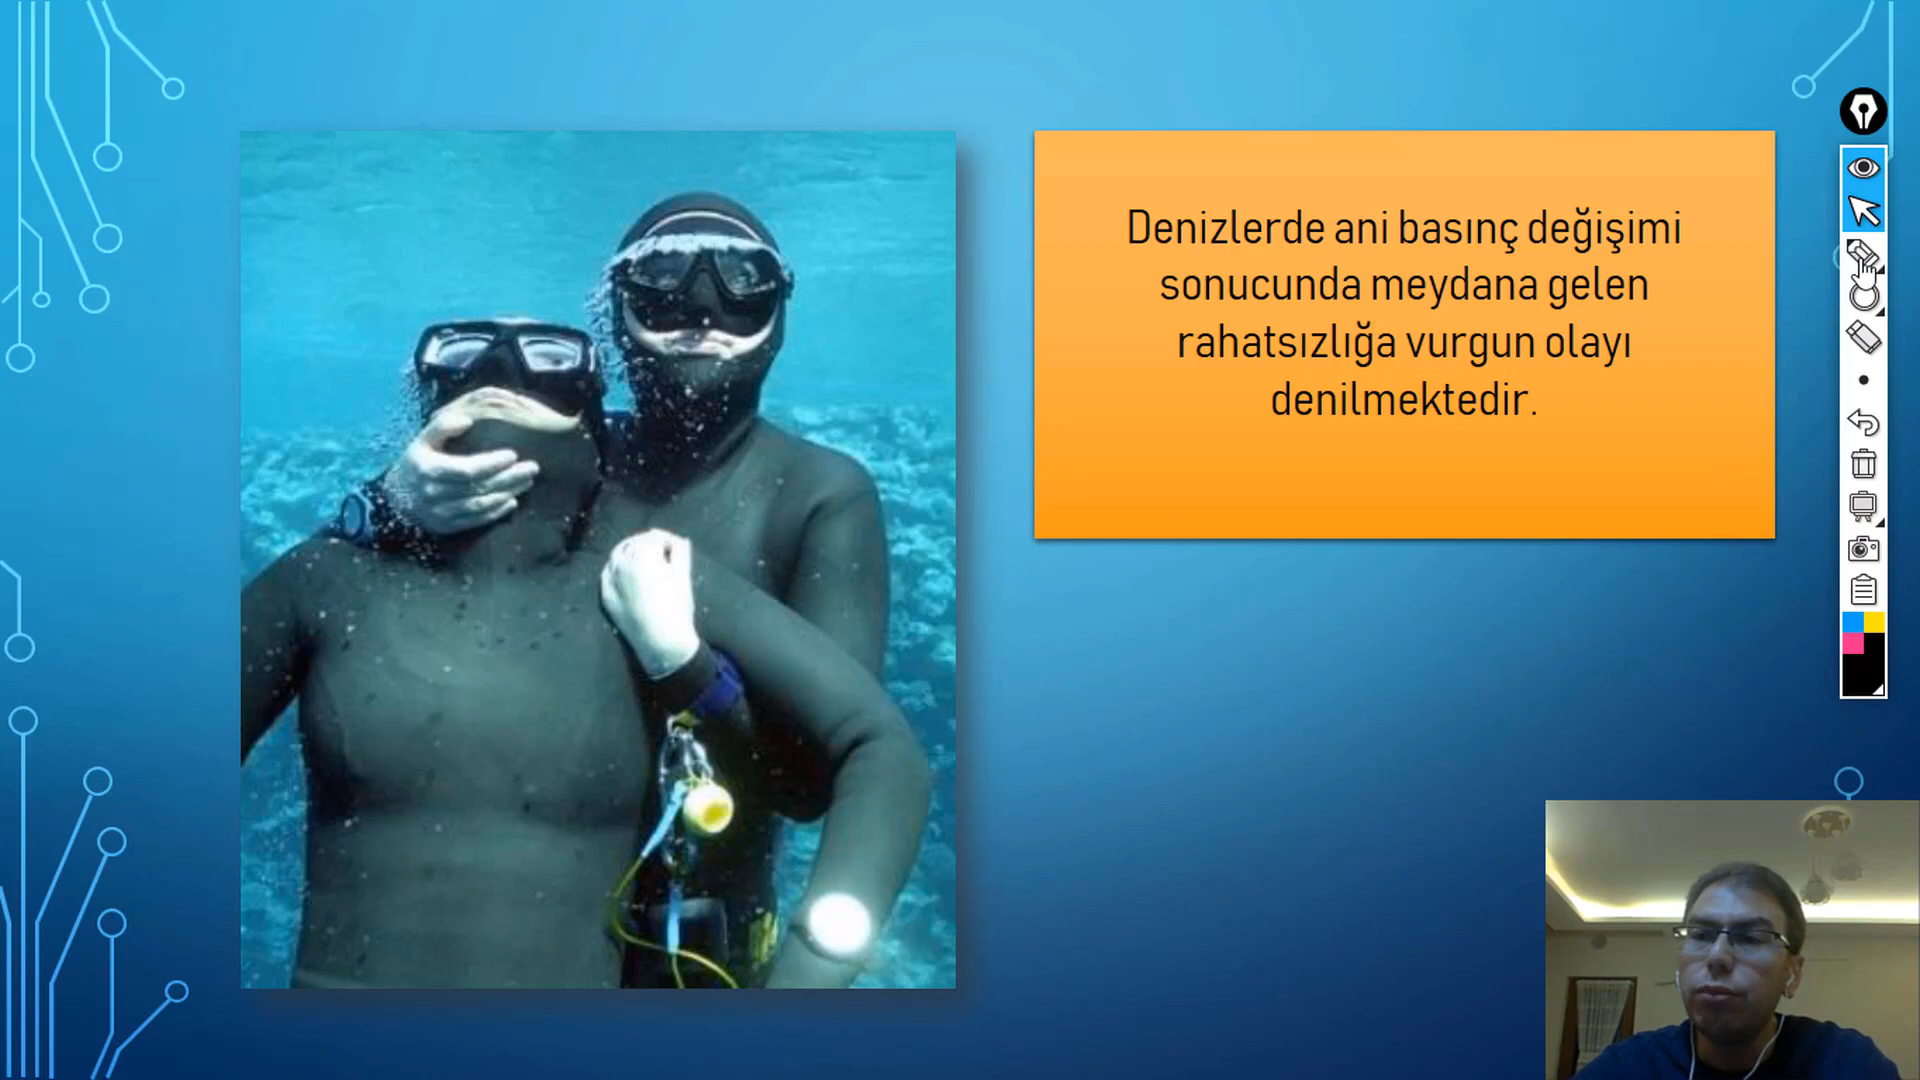 Denizlerde ani basınç değişimi
sonucunda meydana gelen
rahatsızlığa vurgun olayı
denilmektedir.